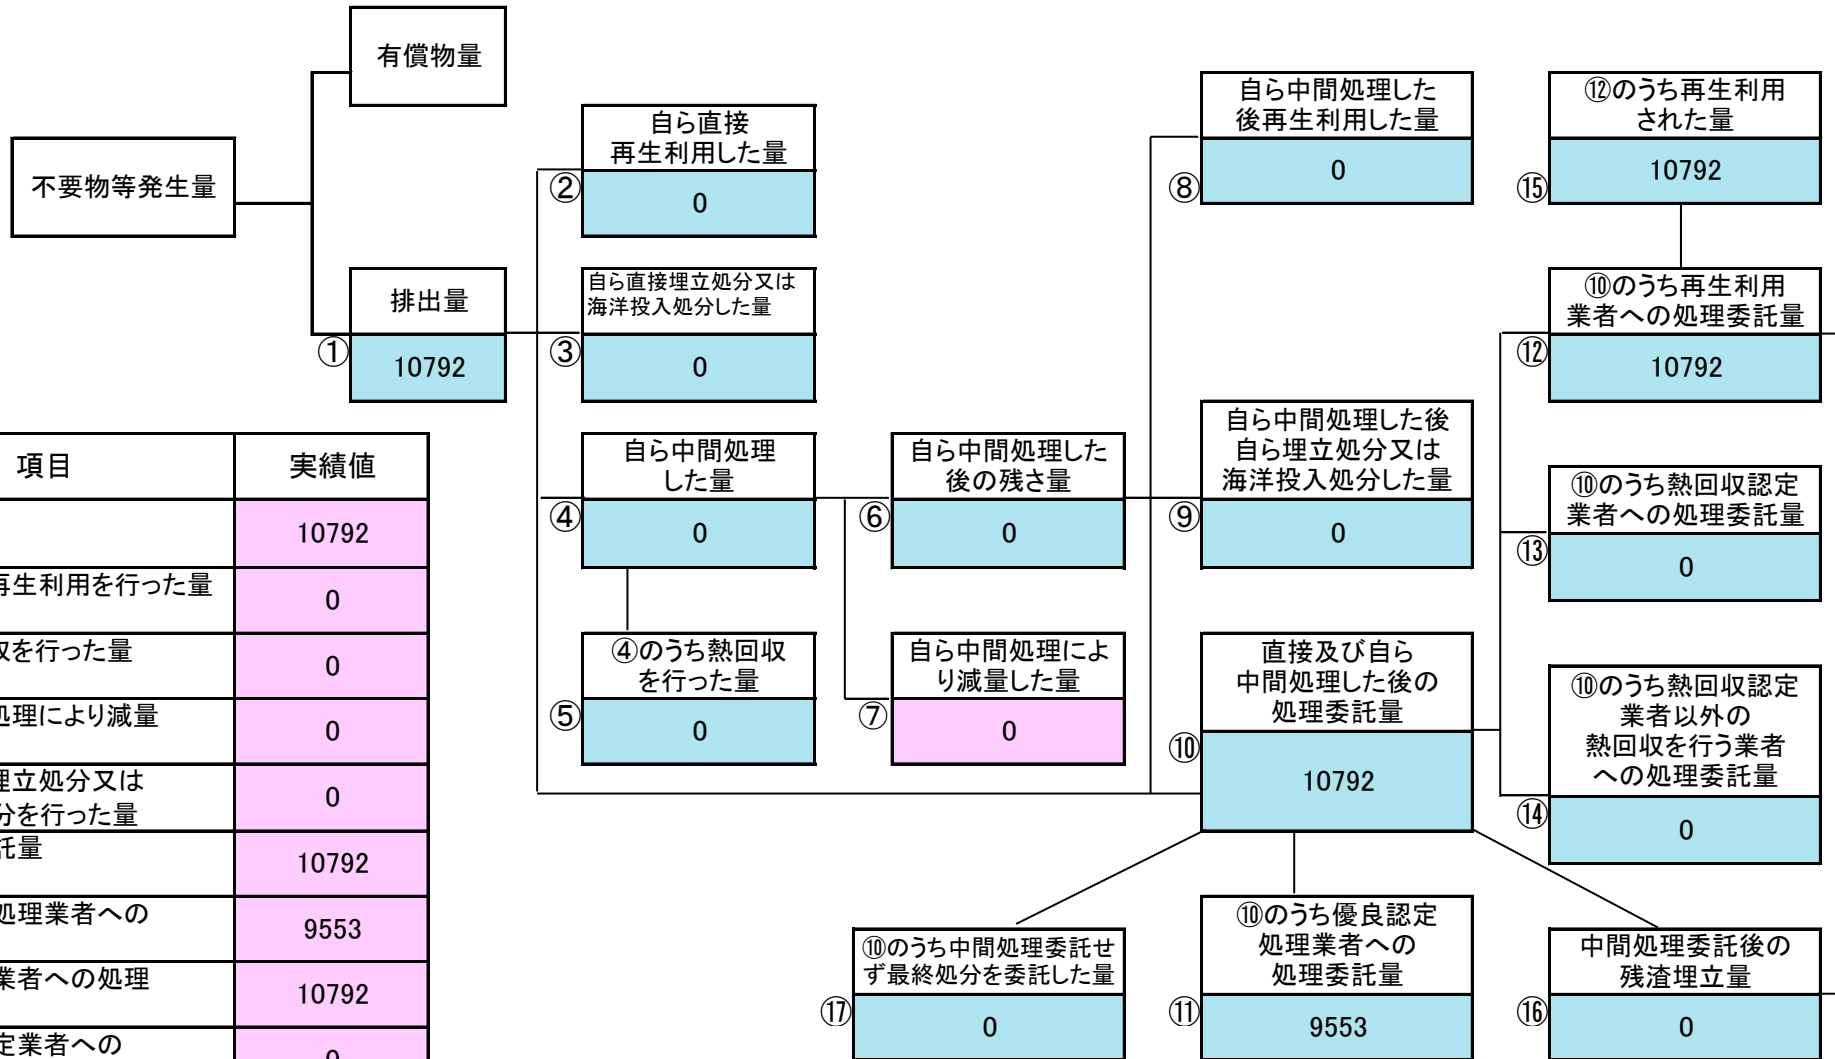 有償物量
不要物等発生量
排出量
①
10792
自ら直接
再生利用した量
②
0
自ら直接埋立処分又は
海洋投入処分した量
③
0
自ら中間処理
した量
④
0
④のうち熱回収
を行った量
⑤
0
自ら中間処理した
後の残さ量
⑥
0
自ら中間処理によ
り減量した量
⑦
0
自ら中間処理した
後再生利用した量
⑧
0
自ら中間処理した後
自ら埋立処分又は
海洋投入処分した量
⑨
0
直接及び自ら
中間処理した後の
処理委託量
⑩
10792
⑩のうち優良認定
処理業者への
処理委託量
⑪
9553
⑫のうち再生利用
された量
⑮
10792
⑩のうち再生利用
業者への処理委託量
⑫
10792
⑩のうち熱回収認定
業者への処理委託量
⑬
0
⑩のうち熱回収認定
業者以外の
熱回収を行う業者
への処理委託量
⑭
0
中間処理委託後の
残渣埋立量
⑯
0
⑩のうち中間処理委託せ
ず最終処分を委託した量
⑰
0
項目 実績値
10792
再生利用を行った量
0
を行った量
0
処理により減量
0
埋立処分又は
分を行った量
0
託量
10792
処理業者への
9553
業者への処理
10792
定業者への
0